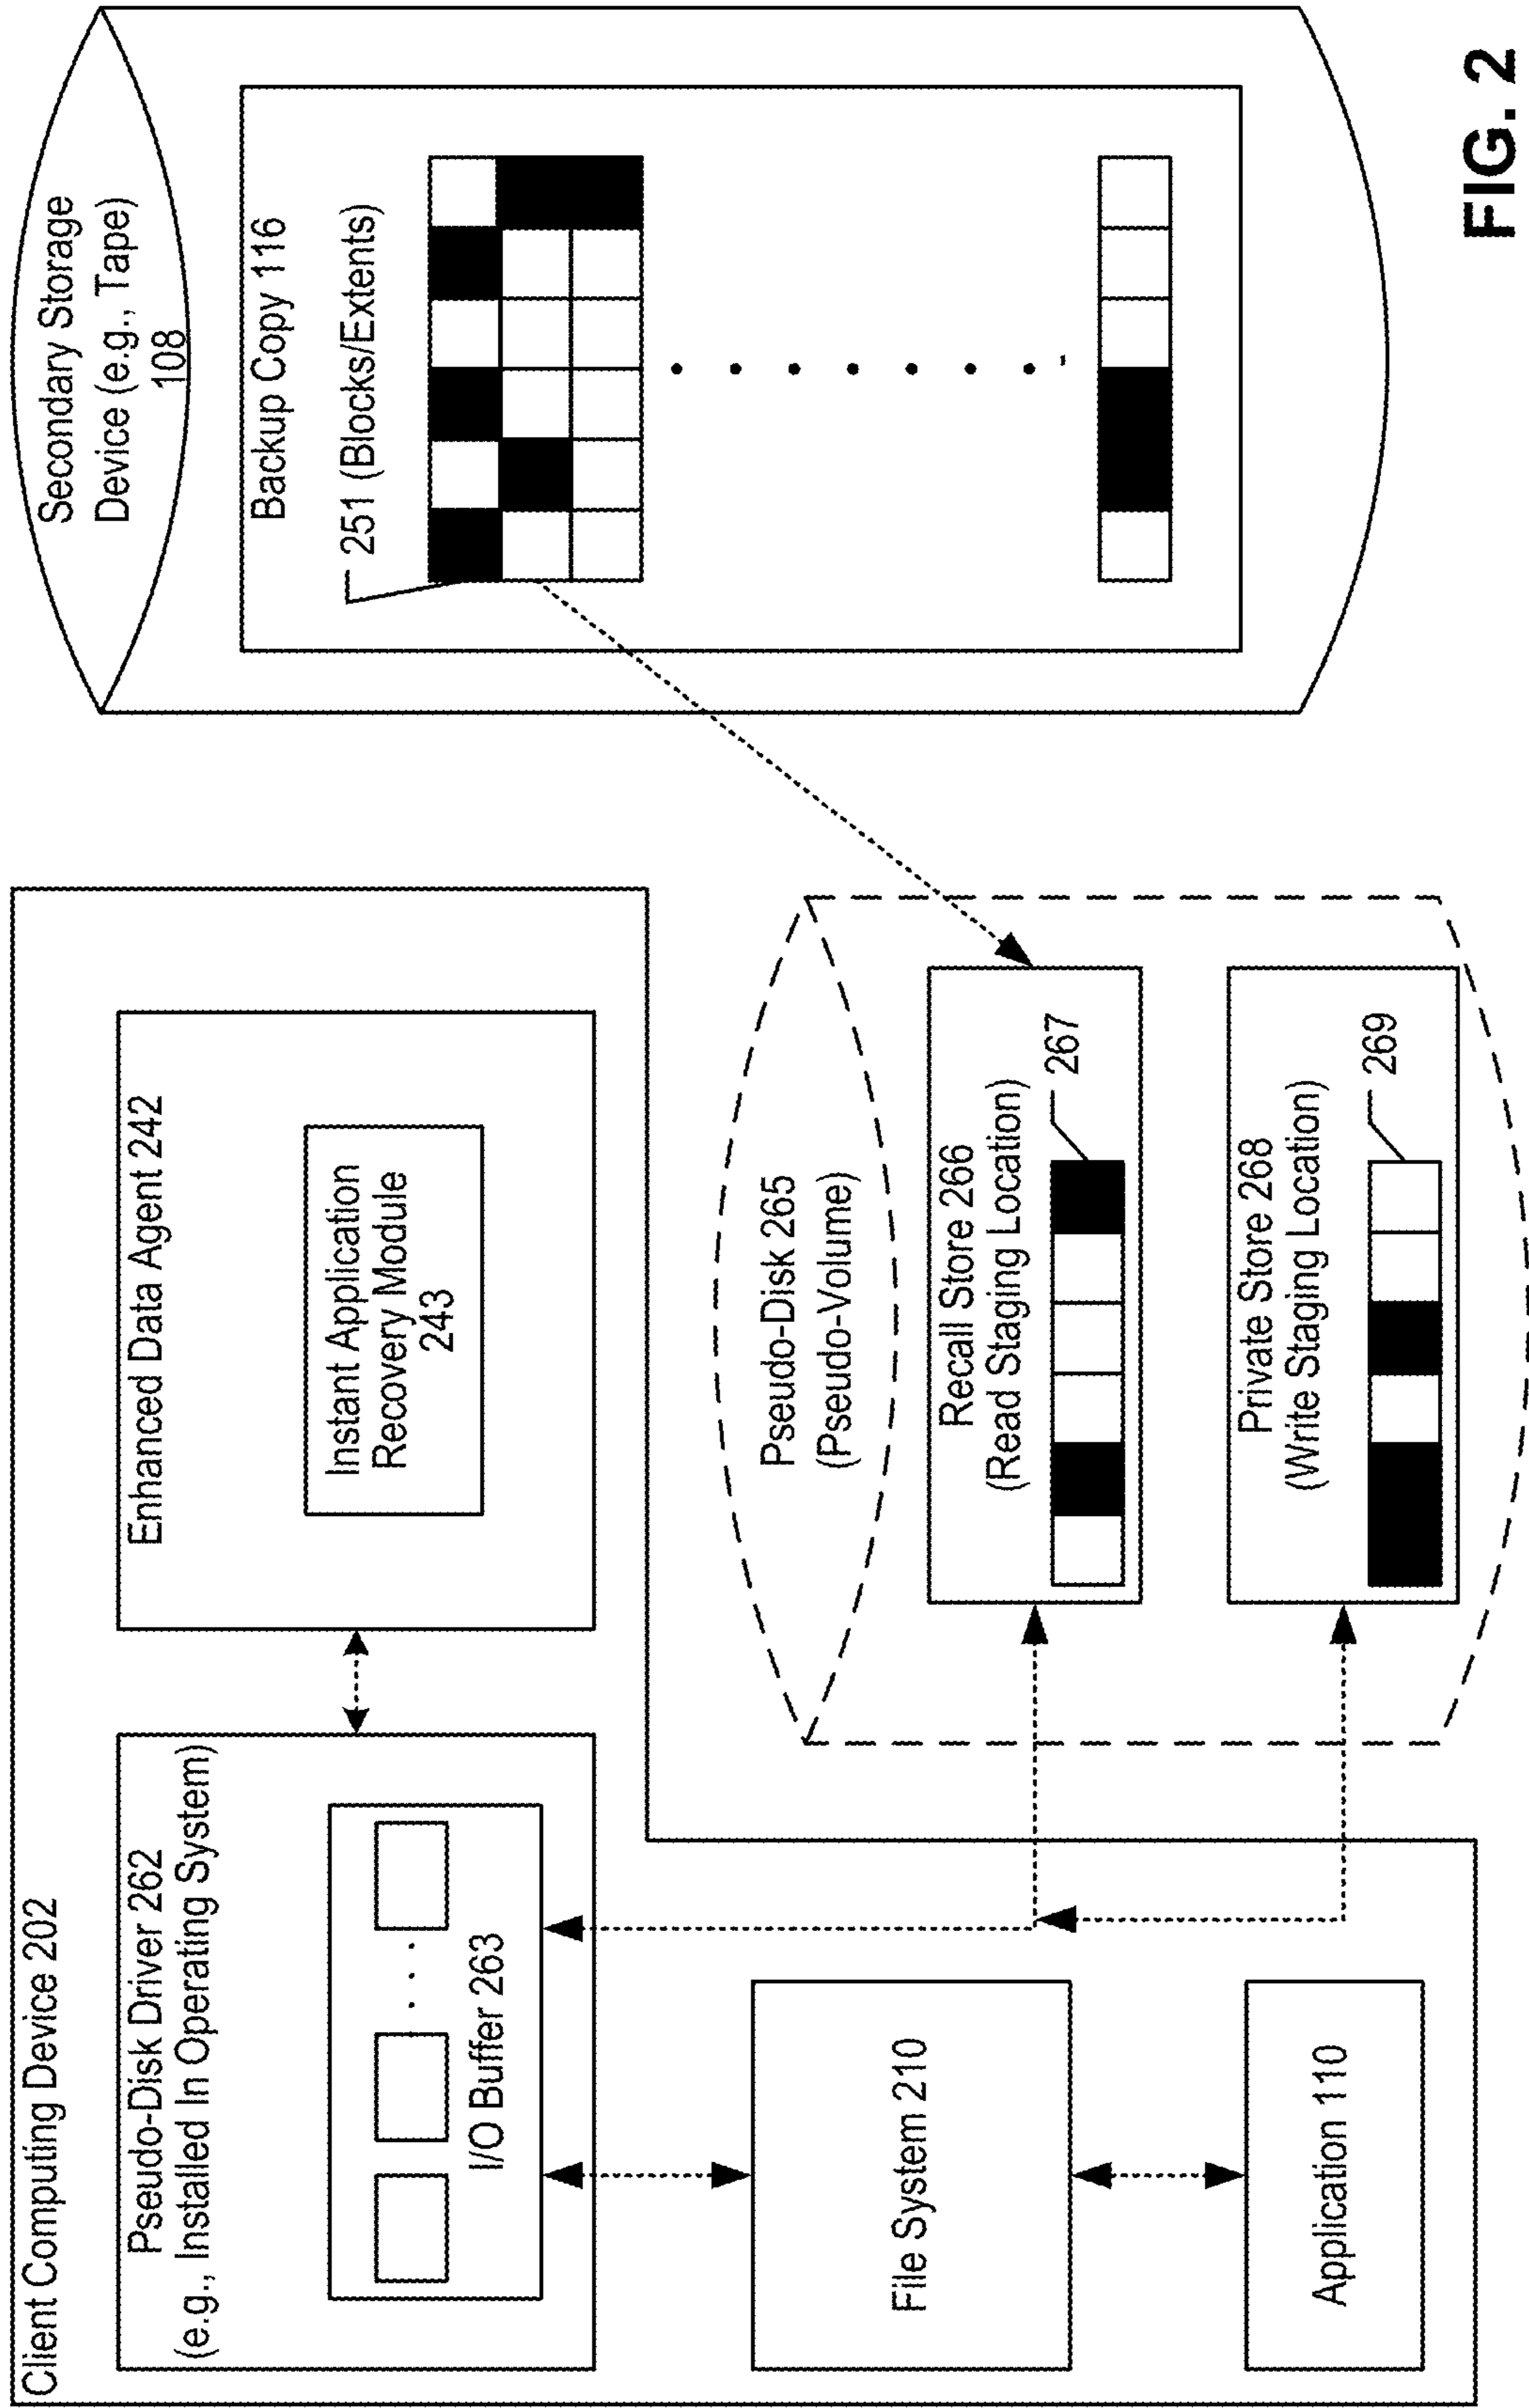 Client Computing Device 202
Pseudo-Disk Driver 262
(e.g., Installed In Operating System)
I/O Buffer 263
Enhanced Data Agent 242
Instant Application
Recovery Module
243
File System 210
Application 110
Pseudo-Disk 265
(Pseudo-Volume)
Recall Store 266
(Read Staging Location)
267
Private Store 268
(Write Staging Location)
269
Secondary Storage
Device (e.g., Tape)
108
Backup Copy 116
251 (Blocks/Extents)
FIG. 2